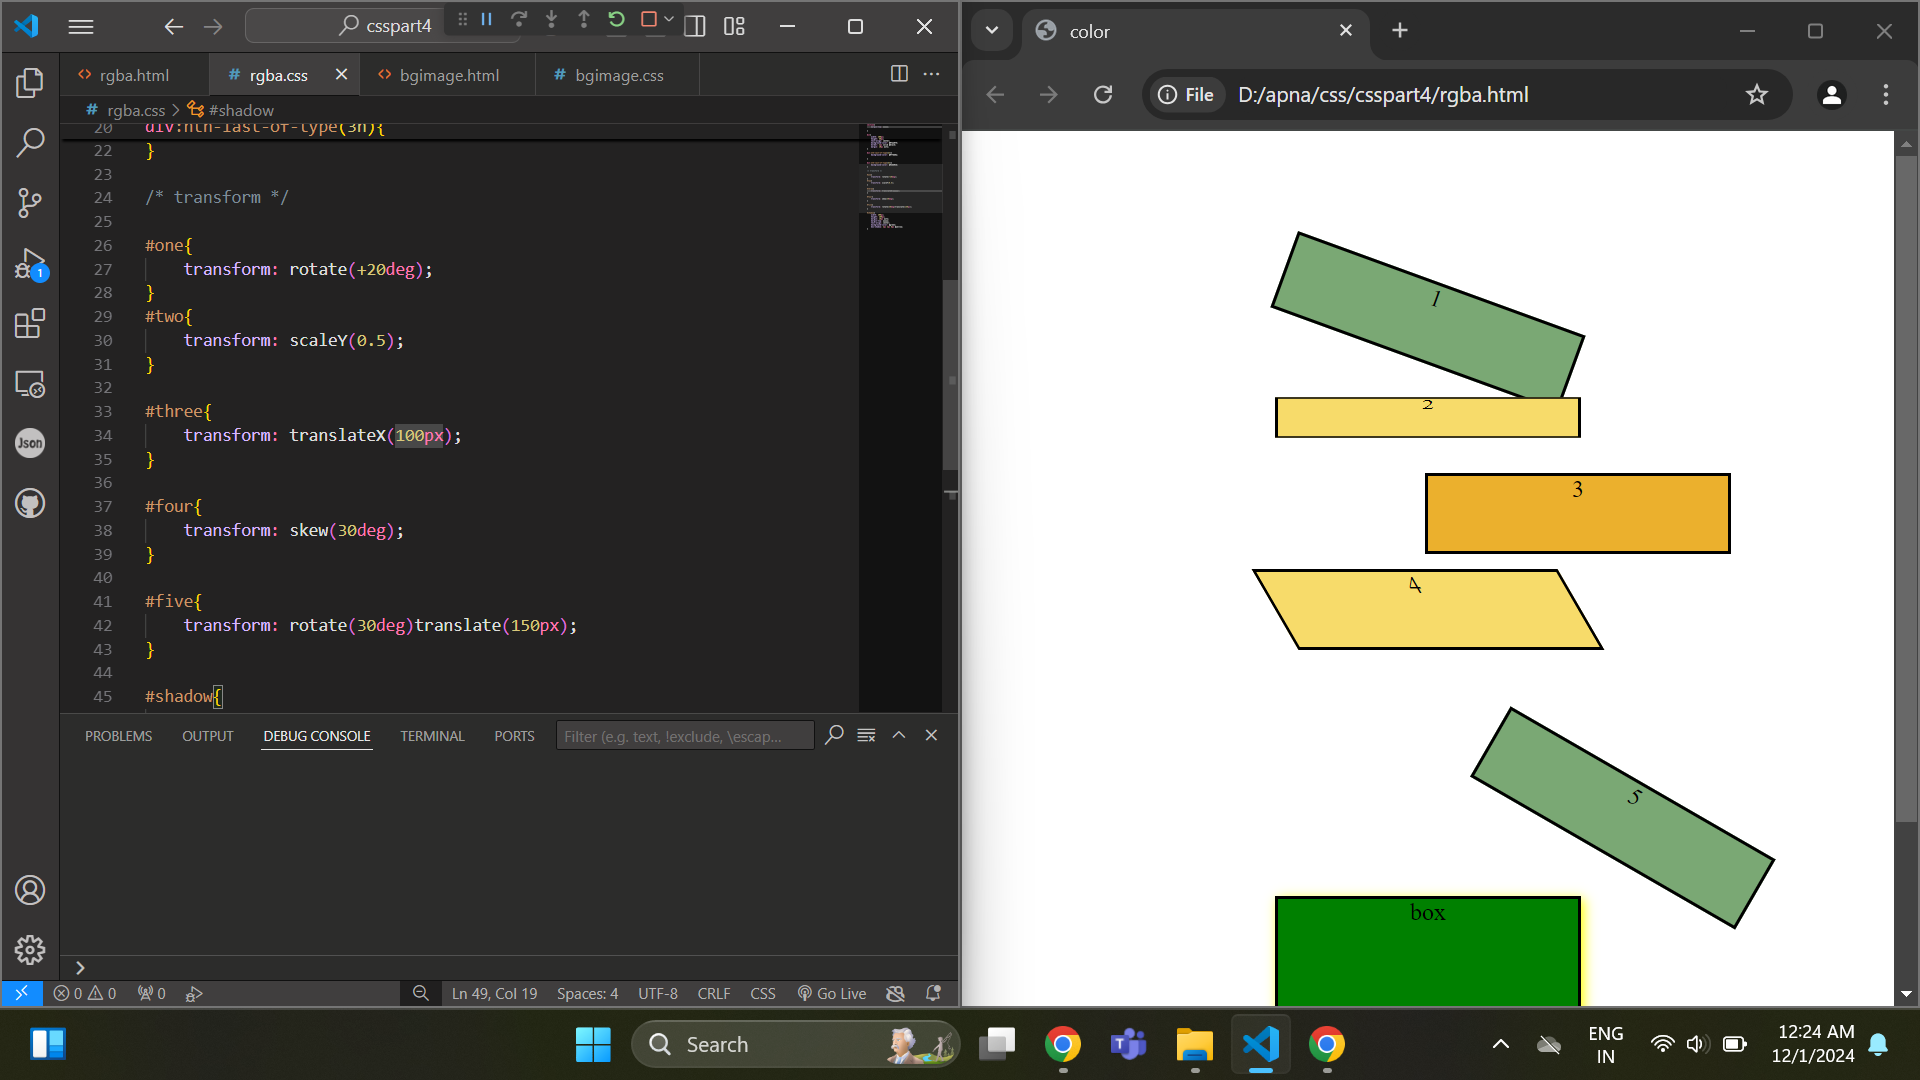 csspart4
rgba.html
rgba.css
bgimage.html
bgimage.css
rgba.css > #shadow
20 div:nth-last-of-type(3n){
22 }
23
24 /* transform */
25
26 #one{
27 transform: rotate(+20deg);
28 }
29 #two{
30 transform: scaleY(0.5);
31 }
32
33 #three{
34 transform: translateX(100px);
35 }
36
37 #four{
38 transform: skew(30deg);
39 }
40
41 #five{
42 transform: rotate(30deg)translate(150px);
43 }
44
45 #shadow{
1
Json
PROBLEMS OUTPUT DEBUG CONSOLE TERMINAL PORTS
Filter (e.g. text, !exclude, \escap...
0 0 0
Ln 49, Col 19 Spaces: 4 UTF-8 CRLF CSS Go Live
color
File D:/apna/css/csspart4/rgba.html
1
2
3
4
5
box
Search
ENG
IN
12:24 AM
12/1/2024